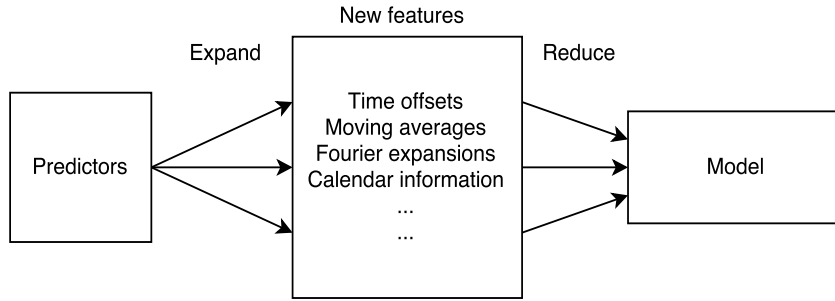 New features
Expand
Reduce
Predictors
Time offsets
Moving averages
Fourier expansions
Calendar information
...
...
Model